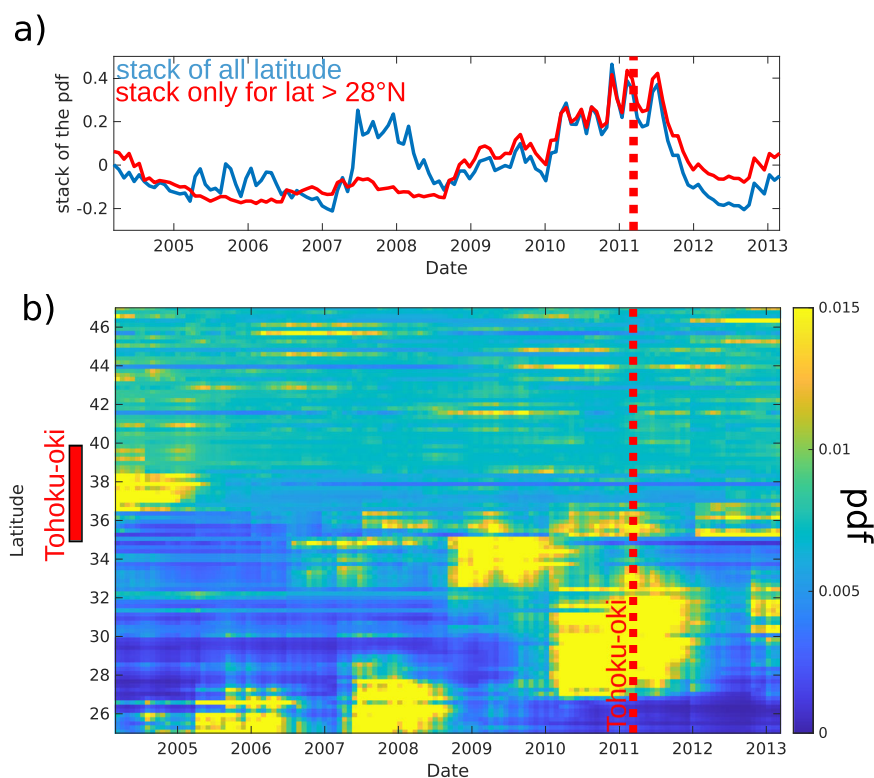 a)
stack of all latitude
stack only for lat > 28°N
stack of the pdf
0.4
0.2
0
-0.2
2005 2006 2007 2008 2009 2010 2011 2012 2013
Date
b)
Latitude
Tohoku-oki
46
44
42
40
38
36
34
32
30
28
26
Tohoku-oki
2005 2006 2007 2008 2009 2010 2011 2012 2013
Date
0.015
0.01
0.005
0
pdf